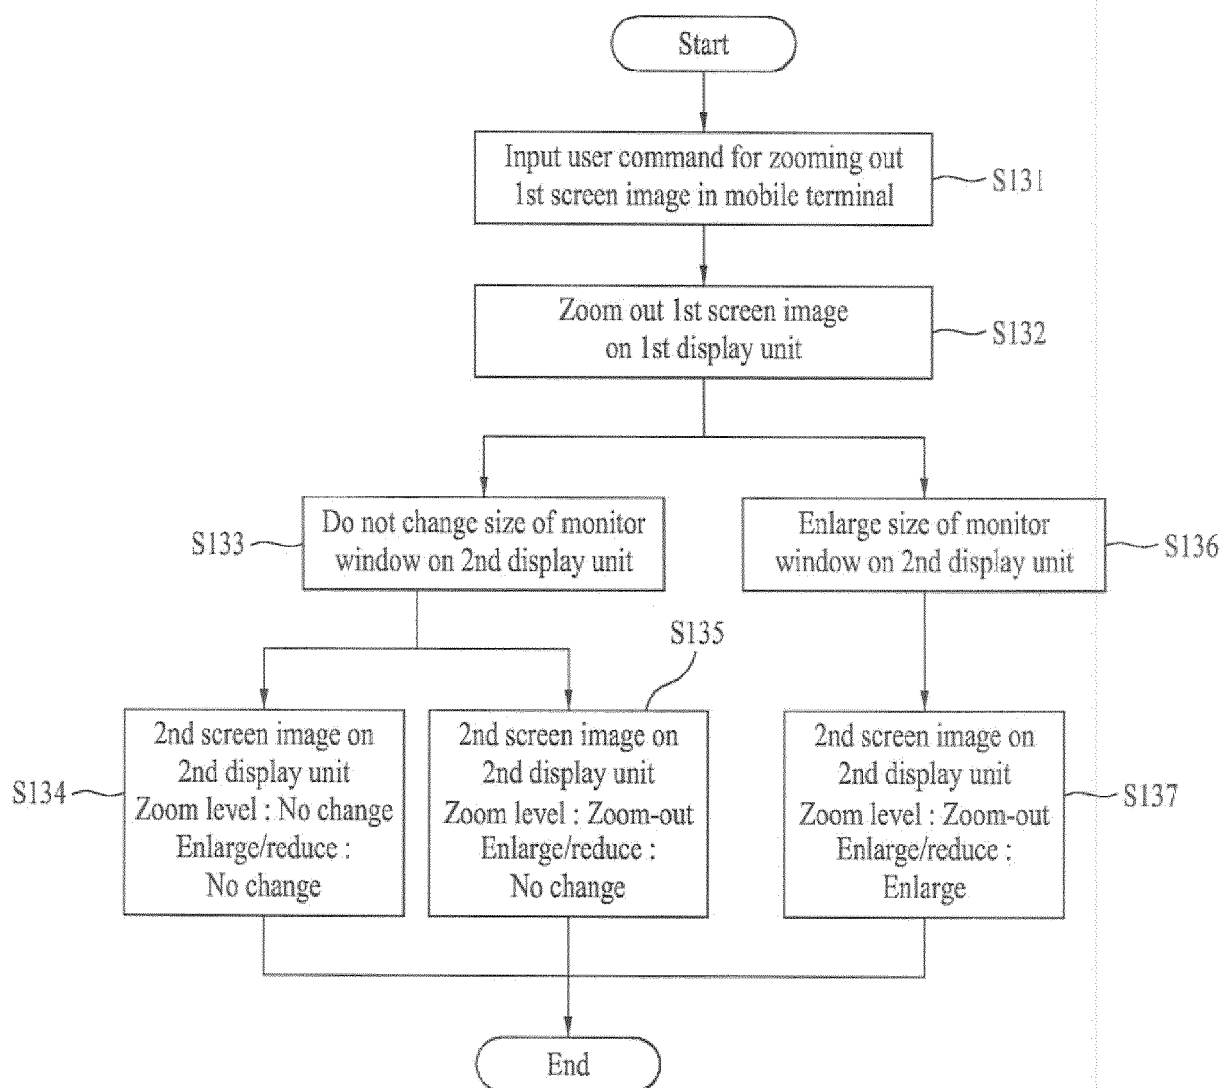 Start
Input user command for zooming out
1st screen image in mobile terminal
S131
Zoom out 1st screen image
on 1st display unit
S132
Do not change size of monitor
window on 2nd display unit
S133
Enlarge size of monitor
window on 2nd display unit
S136
2nd screen image on
2nd display unit
Zoom level : No change
Enlarge/reduce :
No change
S134
S135
2nd screen image on
2nd display unit
Zoom level : Zoom-out
Enlarge/reduce :
No change
2nd screen image on
2nd display unit
Zoom level : Zoom-out
Enlarge/reduce :
Enlarge
S137
End